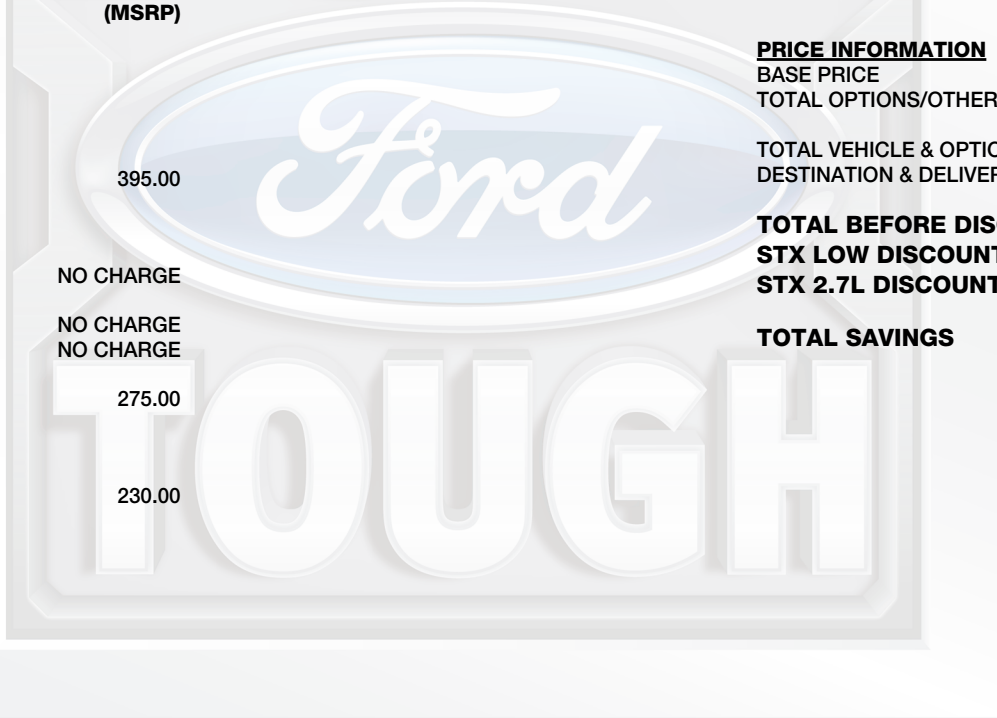 (MSRP)
395.00
NO CHARGE
NO CHARGE
NO CHARGE
275.00
230.00
PRICE INFORMATION
BASE PRICE
TOTAL OPTIONS/OTHER
TOTAL VEHICLE & OPTIO
DESTINATION & DELIVER
TOTAL BEFORE DISC
STX LOW DISCOUNT
STX 2.7L DISCOUNT
TOTAL SAVINGS
Ford
TOUGH